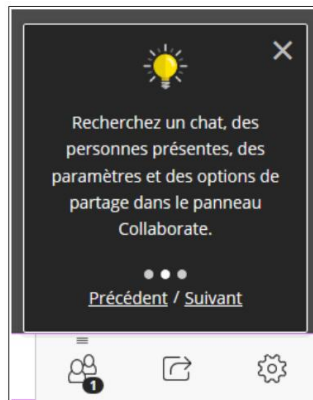 Recherchez un chat, des
personnes présentes, des
paramètres et des options de
partage dans le panneau
Collaborate.
Précédent / Suivant
1